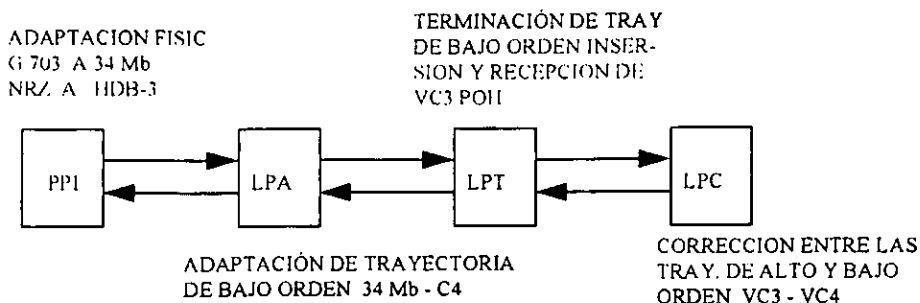 ADAPTACION FISIC
G 703 A 34 Mb
NRZ A HDB-3
TERMINACIÓN DE TRAY
DE BAJO ORDEN INSER-
SION Y RECEPCION DE
VC3 POH
PPI
LPA
LPT
LPC
ADAPTACIÓN DE TRAYECTORIA
DE BAJO ORDEN 34 Mb - C4
CORRECCION ENTRE LAS
TRAY. DE ALTO Y BAJO
ORDEN VC3 - VC4